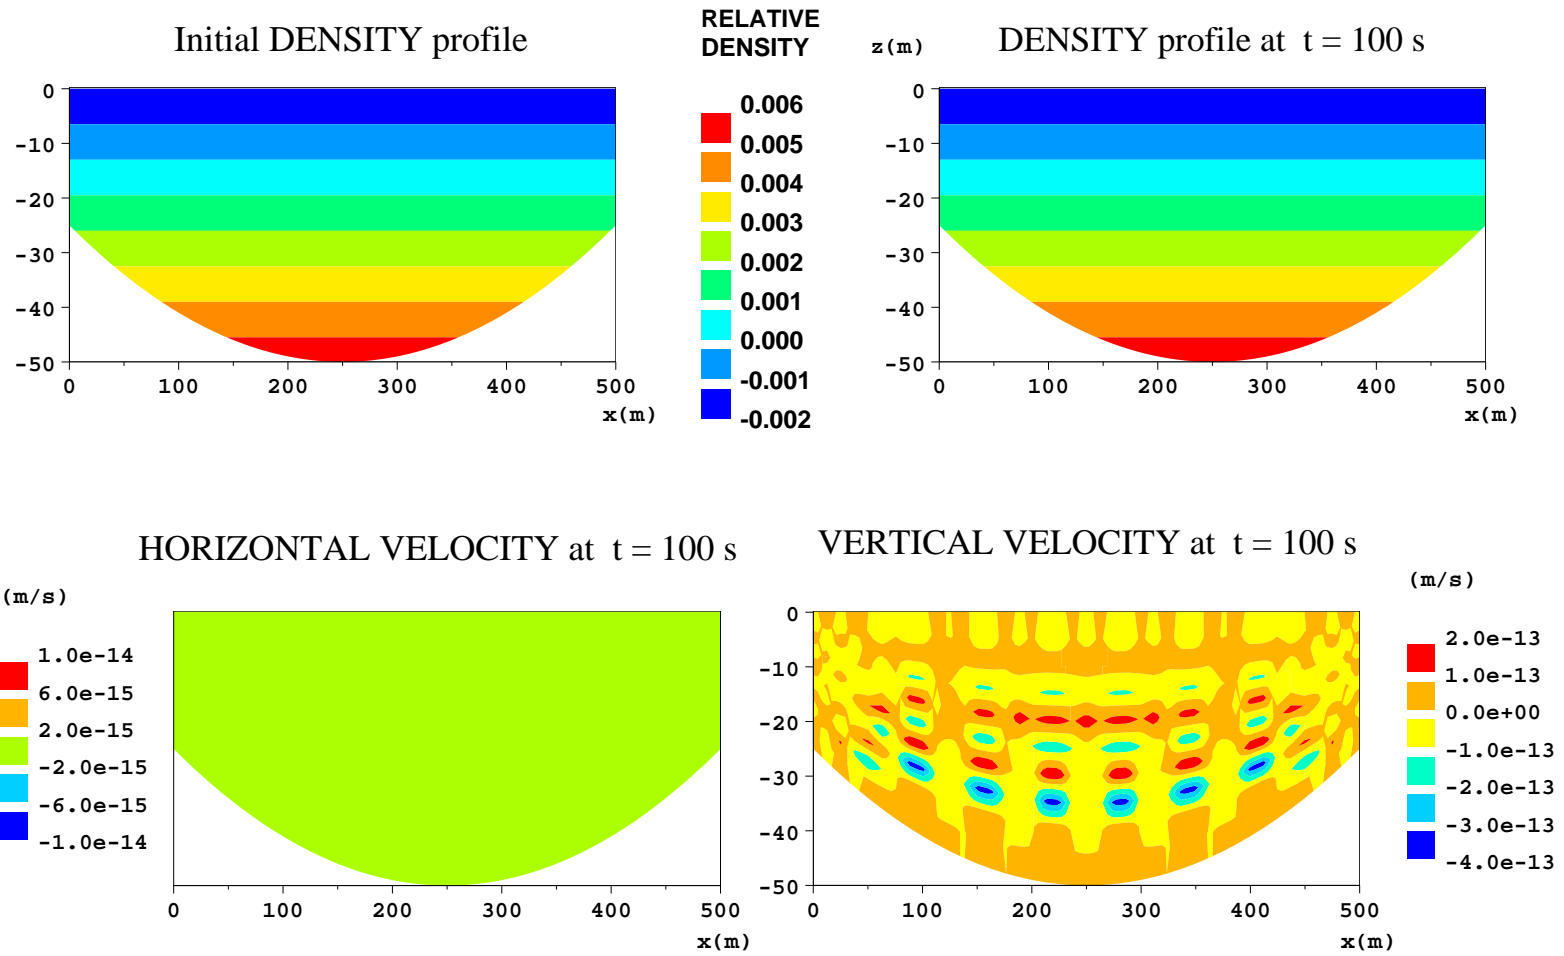 Initial DENSITY profile
RELATIVE
DENSITY
z(m)
DENSITY profile at t = 100 s
0
-10
-20
-30
-40
-50
0 100 200 300 400 500
x(m)
0.006
0.005
0.004
0.003
0.002
0.001
0.000
-0.001
-0.002
0
-10
-20
-30
-40
-50
0 100 200 300 400 500
x(m)
HORIZONTAL VELOCITY at t = 100 s
(m/s)
1.0e-14
6.0e-15
2.0e-15
-2.0e-15
-6.0e-15
-1.0e-14
0 100 200 300 400 500
x(m)
VERTICAL VELOCITY at t = 100 s
0
-10
-20
-30
-40
-50
0 100 200 300 400 500
x(m)
(m/s)
2.0e-13
1.0e-13
0.0e+00
-1.0e-13
-2.0e-13
-3.0e-13
-4.0e-13